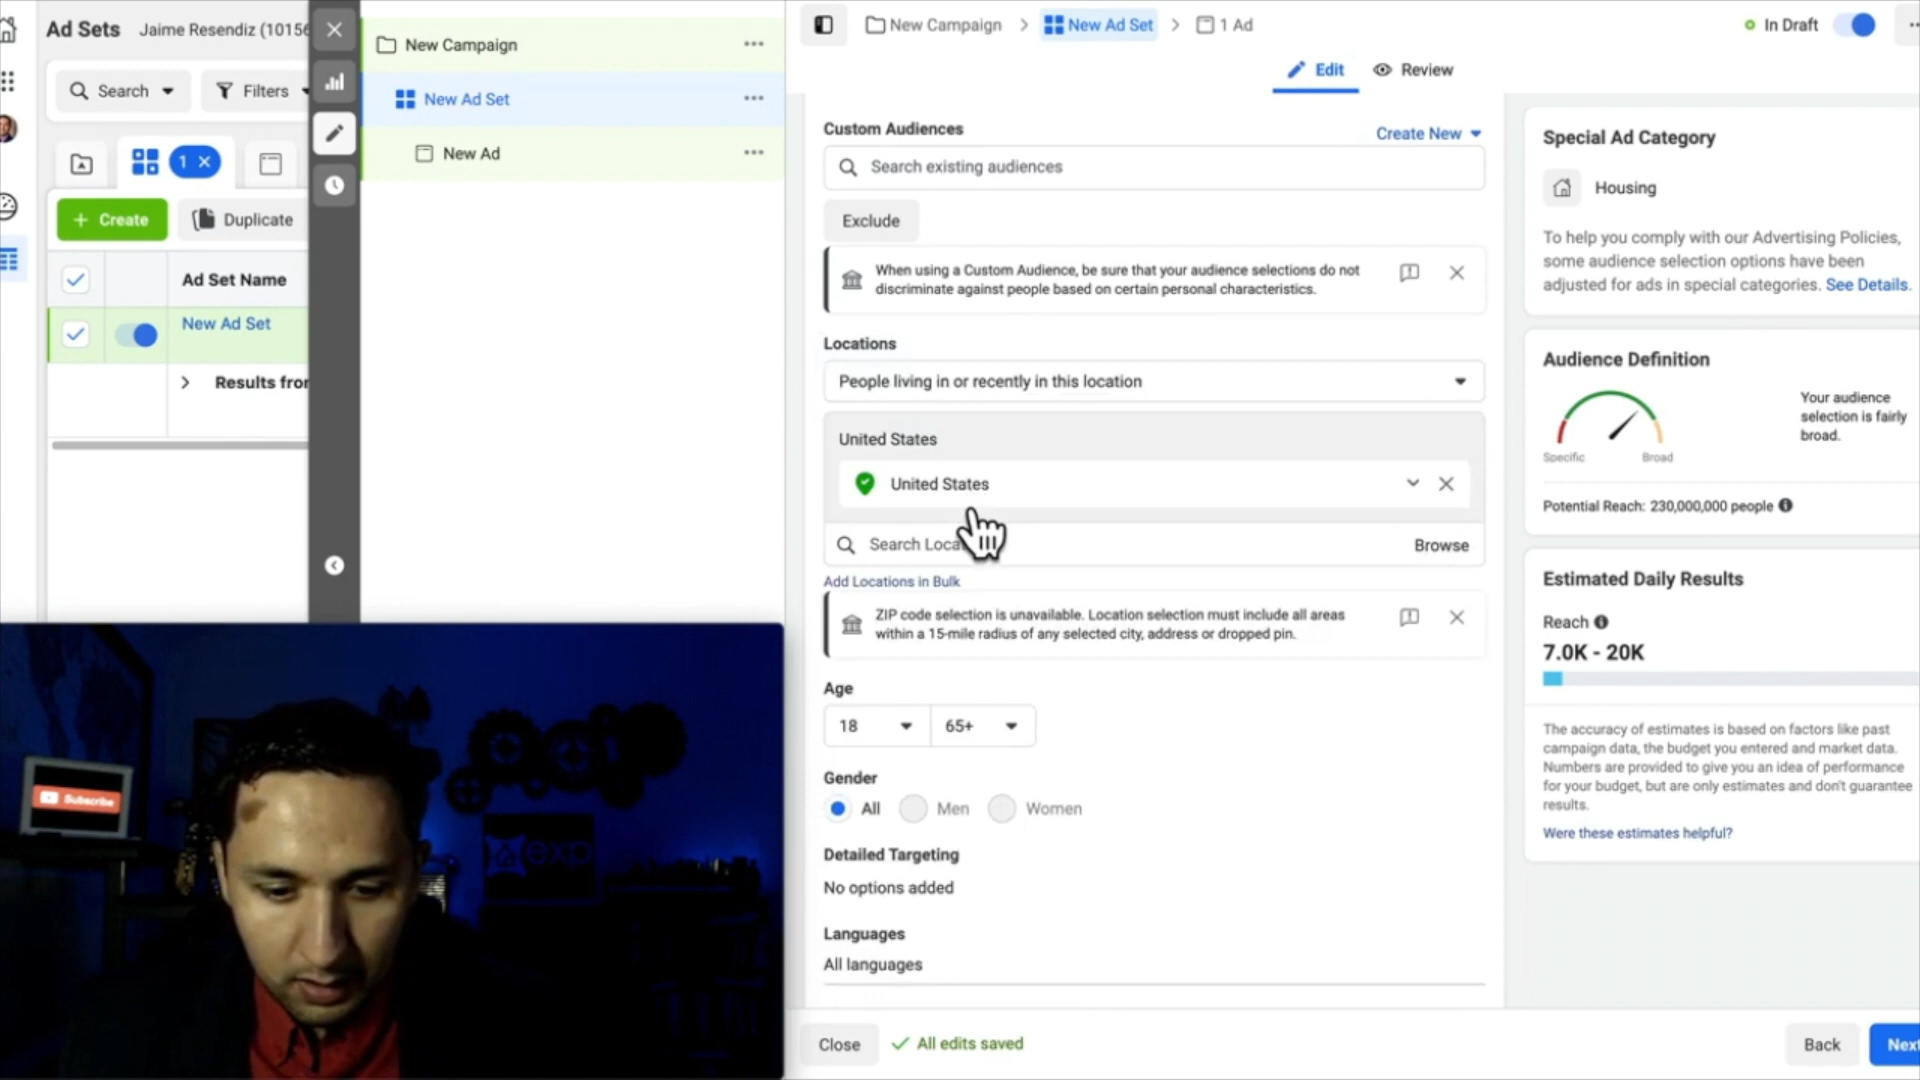 Ad Sets
Jaime Resendiz (10156
Search
Filters
1
Create
Duplicate
Ad Set Name
New Ad Set
Results from
New Campaign
New Ad Set
New Ad
New Campaign
New Ad Set
1 Ad
In Draft
Edit
Review
Custom Audiences
Create New
Search existing audiences
Exclude
When using a Custom Audience, be sure that your audience selections do not
discriminate against people based on certain personal characteristics.
Locations
People living in or recently in this location
United States
United States
Search Loca
Browse
Add Locations in Bulk
ZIP code selection is unavailable. Location selection must include all areas
within a 15-mile radius of any selected city, address or dropped pin.
Age
18
65+
Gender
All
Men
Women
Detailed Targeting
No options added
Languages
All languages
Close
All edits saved
Back
Next
Special Ad Category
Housing
To help you comply with our Advertising Policies,
some audience selection options have been
adjusted for ads in special categories. See Details.
Audience Definition
Your audience
selection is fairly
broad.
Specific
Broad
Potential Reach: 230,000,000 people
Estimated Daily Results
Reach
7.0K - 20K
The accuracy of estimates is based on factors like past
campaign data, the budget you entered and market data.
Numbers are provided to give you an idea of performance
for your budget, but are only estimates and don't guarantee
results.
Were these estimates helpful?
Subscribe
exp